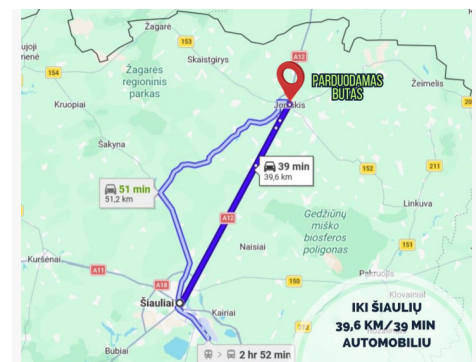 Žagarė
153
A12
Skaistgirys
154
Žagarės
regioninis
parkas
PARDUODAMAS
BUTAS
Žeimelis
Kruopiai
Šakyna
39 min
39,6 km
152
211
51 min
51,2 km
Linkuva
A12
Gedžiūnų
miško
biosferos
poligonas
Naisiai
151
Kuršėnai
A11
A18
150
Pakruojis
Klovainiai
Šiauliai
Kairiai
IKI ŠIAULIŲ
39,6 KM/39 MIN
AUTOMOBILIU
Bubiai
2 hr 52 min